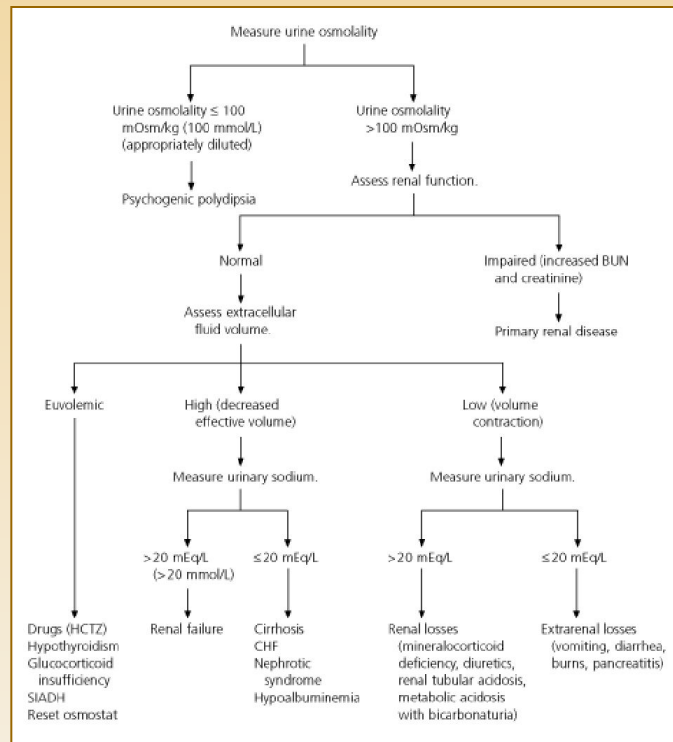 Measure urine osmolality
Urine osmolality ≤ 100
mOsm/kg (100 mmol/L)
(appropriately diluted)
Urine osmolality
>100 mOsm/kg
Psychogenic polydipsia
Assess renal function.
Normal
Impaired (increased BUN
and creatinine)
Assess extracellular
fluid volume.
Primary renal disease
Euvolemic
High (decreased
effective volume)
Low (volume
contraction)
Measure urinary sodium.
Measure urinary sodium.
>20 mEq/L
(>20 mmol/L)
≤20 mEq/L
>20 mEq/L
≤20 mEq/L
Drugs (HCTZ)
Hypothyroidism
Glucocorticoid
insufficiency
SIADH
Reset osmostat
Renal failure
Cirrhosis
CHF
Nephrotic
syndrome
Hypoalbuminemia
Renal losses
(mineralocorticoid
deficiency, diuretics,
renal tubular acidosis,
metabolic acidosis
with bicarbonaturia)
Extrarenal losses
(vomiting, diarrhea,
burns, pancreatitis)